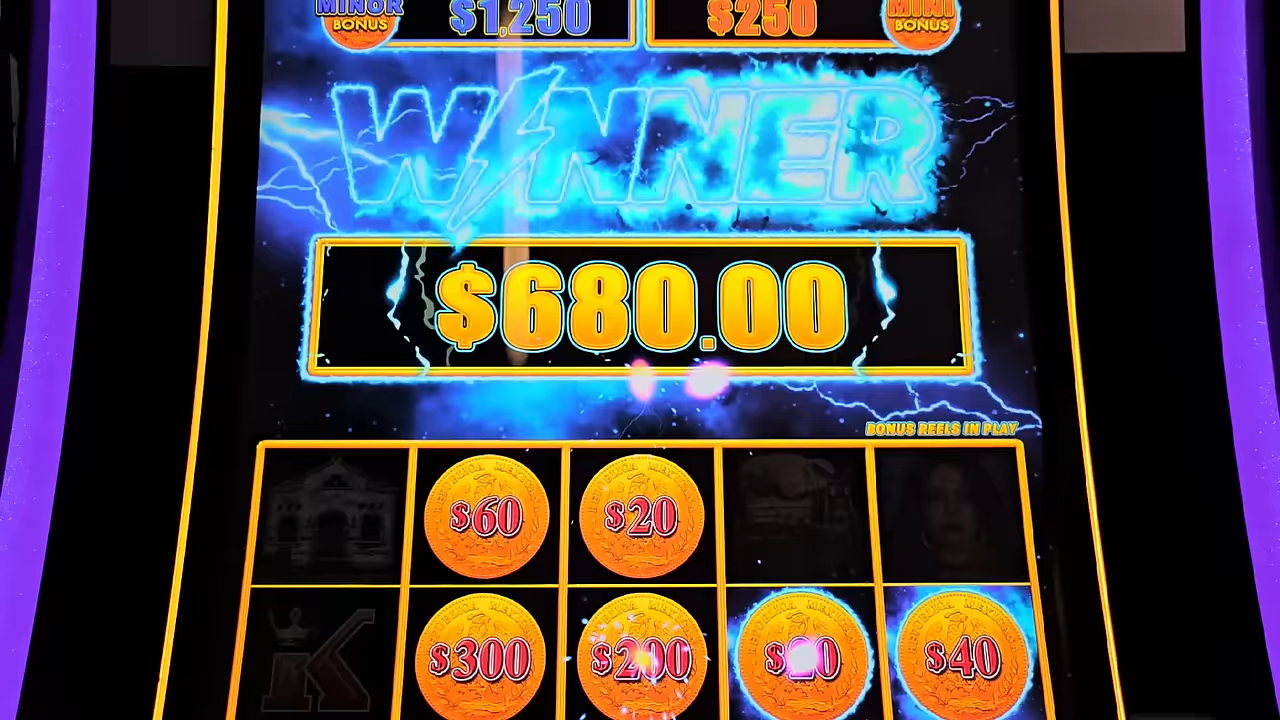 MINOR
BONUS
$1,250
$250
MINI
BONUS
WINNER
$680.00
BONUS REELS IN PLAY
$60
$20
K
$300
$200
$40